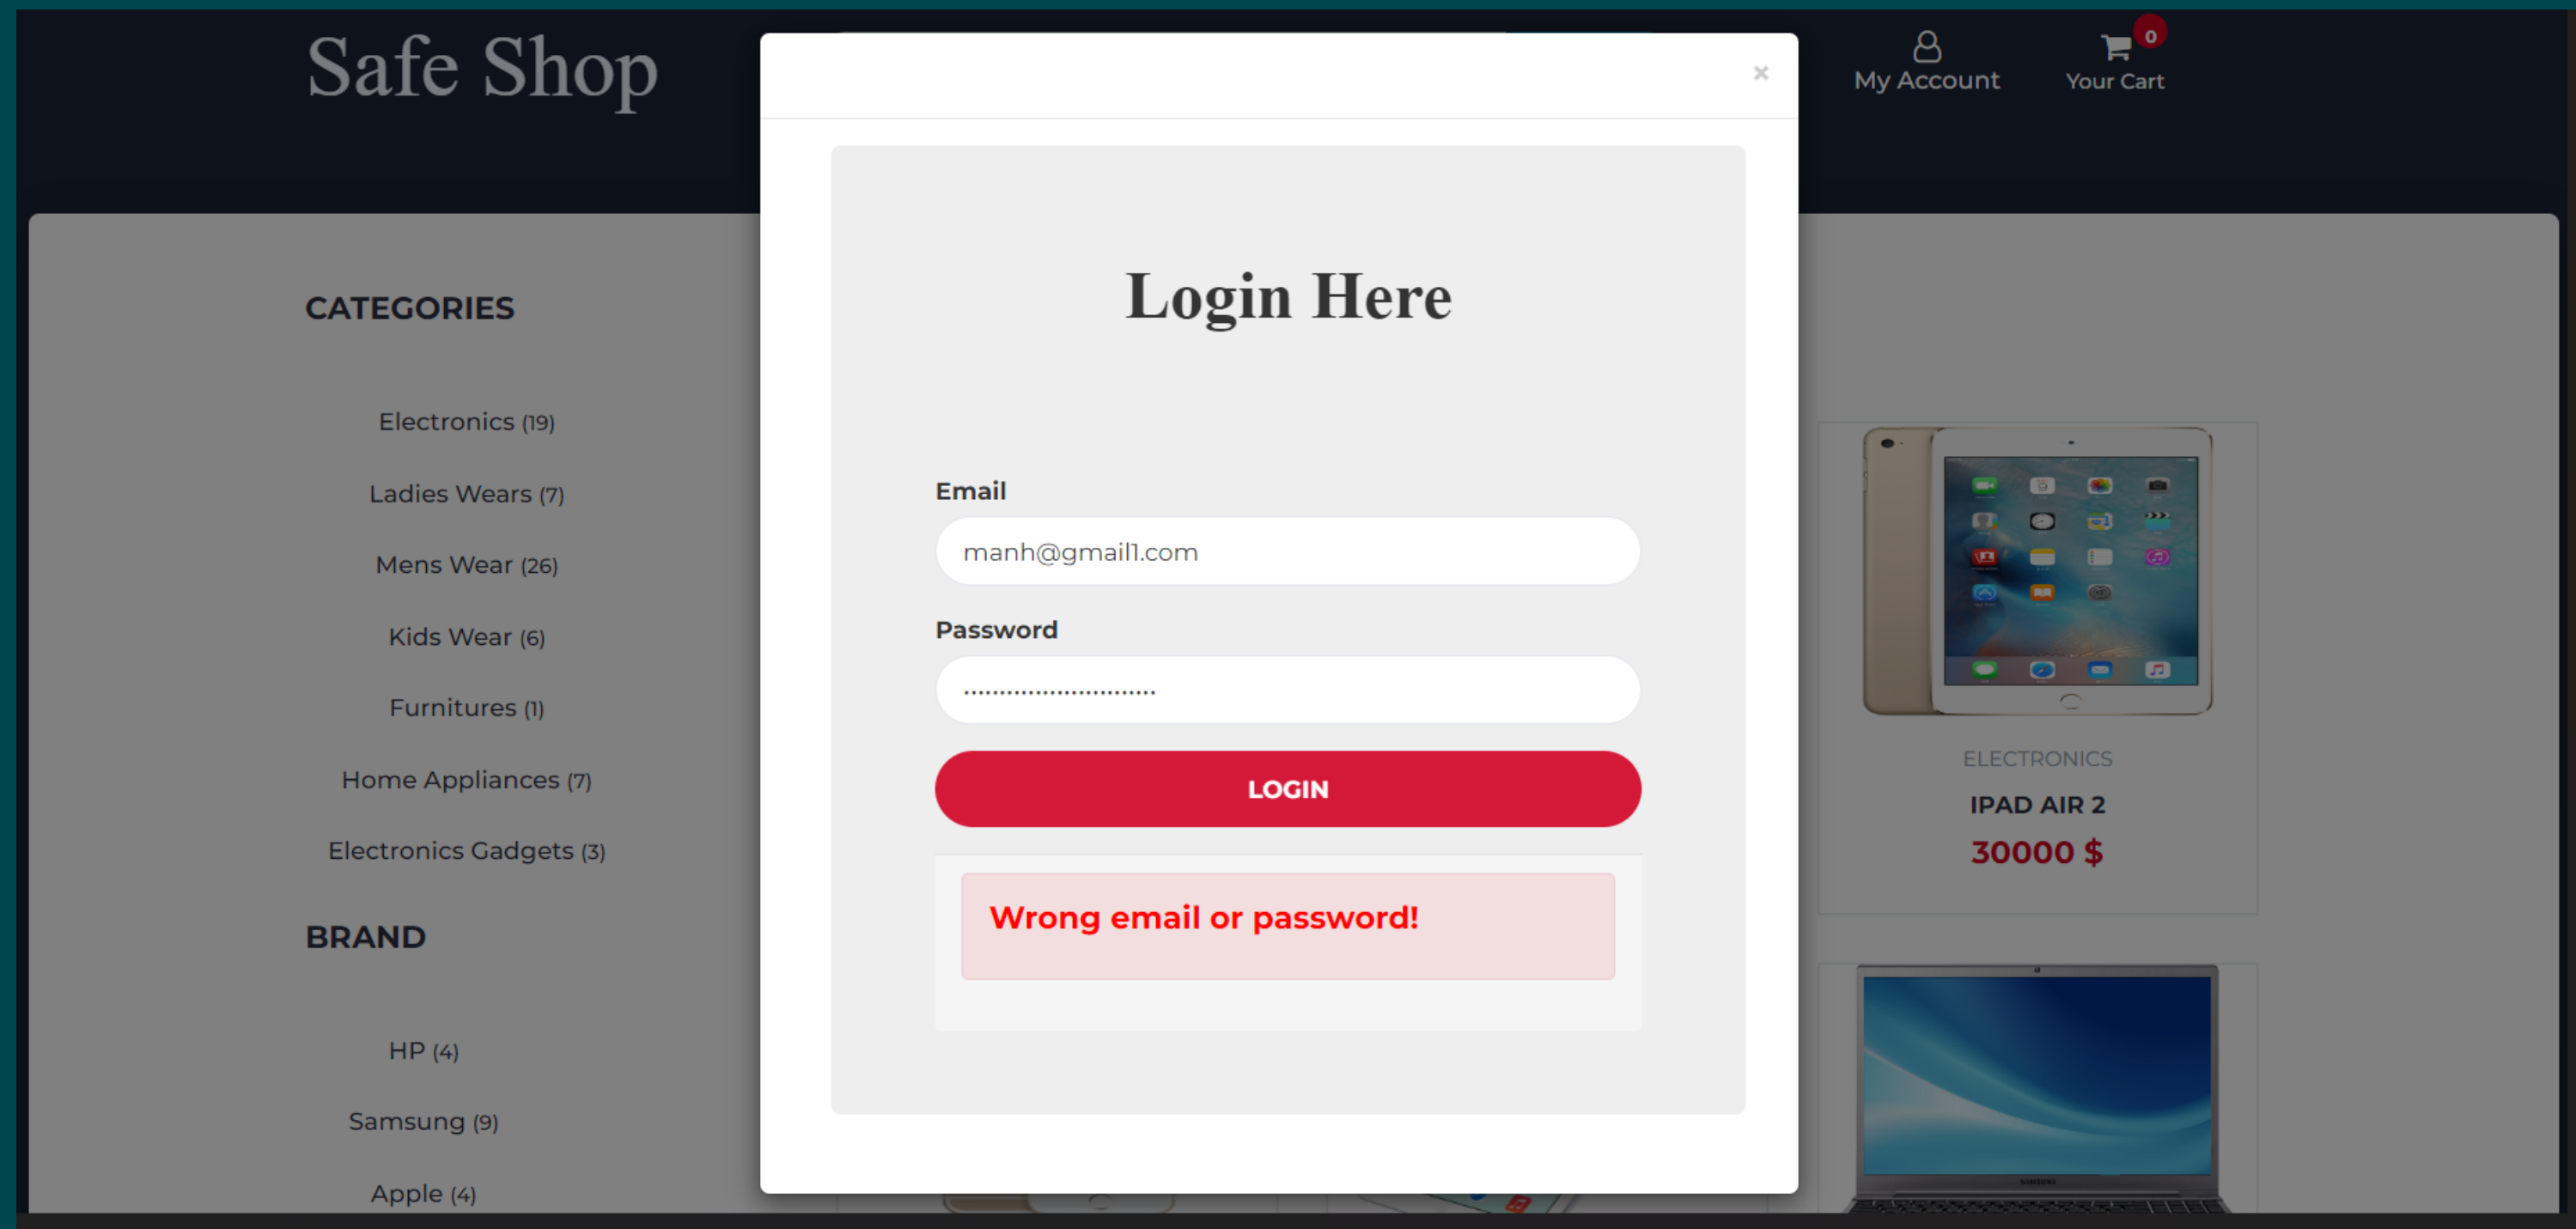 Safe Shop
My Account
0
Your Cart
×
Login Here
Email
manh@gmail1.com
Password
LOGIN
Wrong email or password!
CATEGORIES
Electronics (19)
Ladies Wears (7)
Mens Wear (26)
Kids Wear (6)
Furnitures (1)
Home Appliances (7)
Electronics Gadgets (3)
BRAND
HP (4)
Samsung (9)
Apple (4)
ELECTRONICS
IPAD AIR 2
30000 $
SAMSUNG